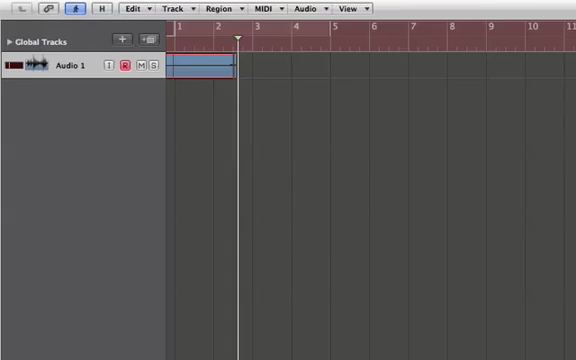 H Edit Track Region MIDI Audio View
1 2 3 4 5 6 7 8 9 10 11
Global Tracks
Audio 1 I R M S